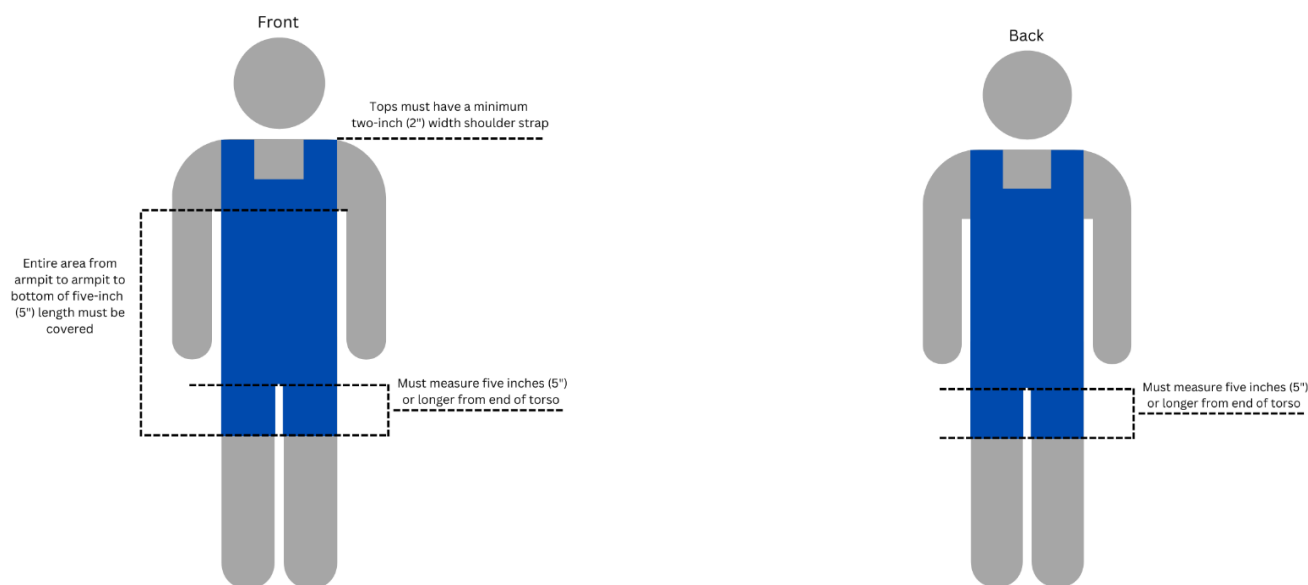 Front
Tops must have a minimum
two-inch (2") width shoulder strap
Entire area from
armpit to armpit to
bottom of five-inch
(5") length must be
covered
Must measure five inches (5")
or longer from end of torso
Back
Must measure five inches (5")
or longer from end of torso